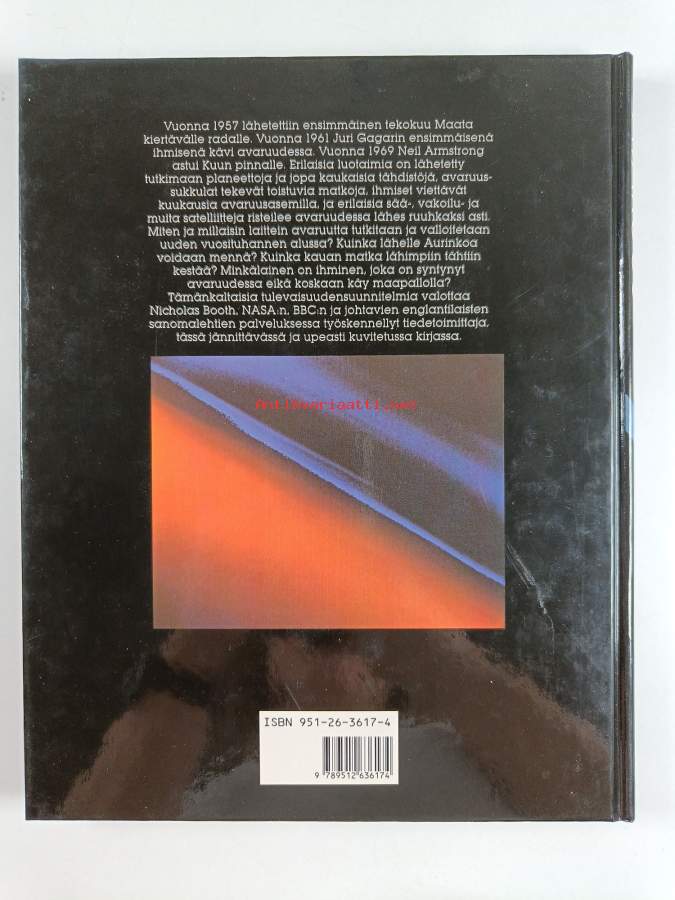 Vuonna 1957 lähetettiin ensimmäinen tekokuu Maata
kiertävälle radalle. Vuonna 1961 Juri Gagarin ensimmäisenä
ihmisenä kävi avaruudessa. Vuonna 1969 Neil Armstrong
astui Kuun pinnalle. Erilaisia luotaimia on lähetetty
tutkimaan planeettoja ja jopa kaukaisia tähdistöjä, avaruus-
sukkulat tekevät toistuvia matkoja, ihmiset viettävät
kuukausia avaruusasemilla, ja erilaisia sää-, vakoilu- ja
muita satelliitteja risteilee avaruudessa lähes ruuhkaksi asti.
Miten ja millaisin laittein avaruutta tutkitaan ja valloitetaan
uuden vuosituhannen alussa? Kuinka lähelle Aurinkoa
voidaan mennä? Kuinka kauan matka lähimpiin tähtiin
kestää? Minkälainen on ihminen, joka on syntynyt
avaruudessa eikä koskaan käy maapallolla?
Tämänkaltaisia tulevaisuudensuunnitelmia valottaa
Nicholas Booth, NASA:n, BBC:n ja johtavien englantilaisten
sanomalehtien palveluksessa työskennellyt tiedetoimittaja,
tässä jännittävässä ja upeasti kuvitetussa kirjassa.
Antikvariaatti.net
ISBN 951-26-3617-4
9 789512 636174